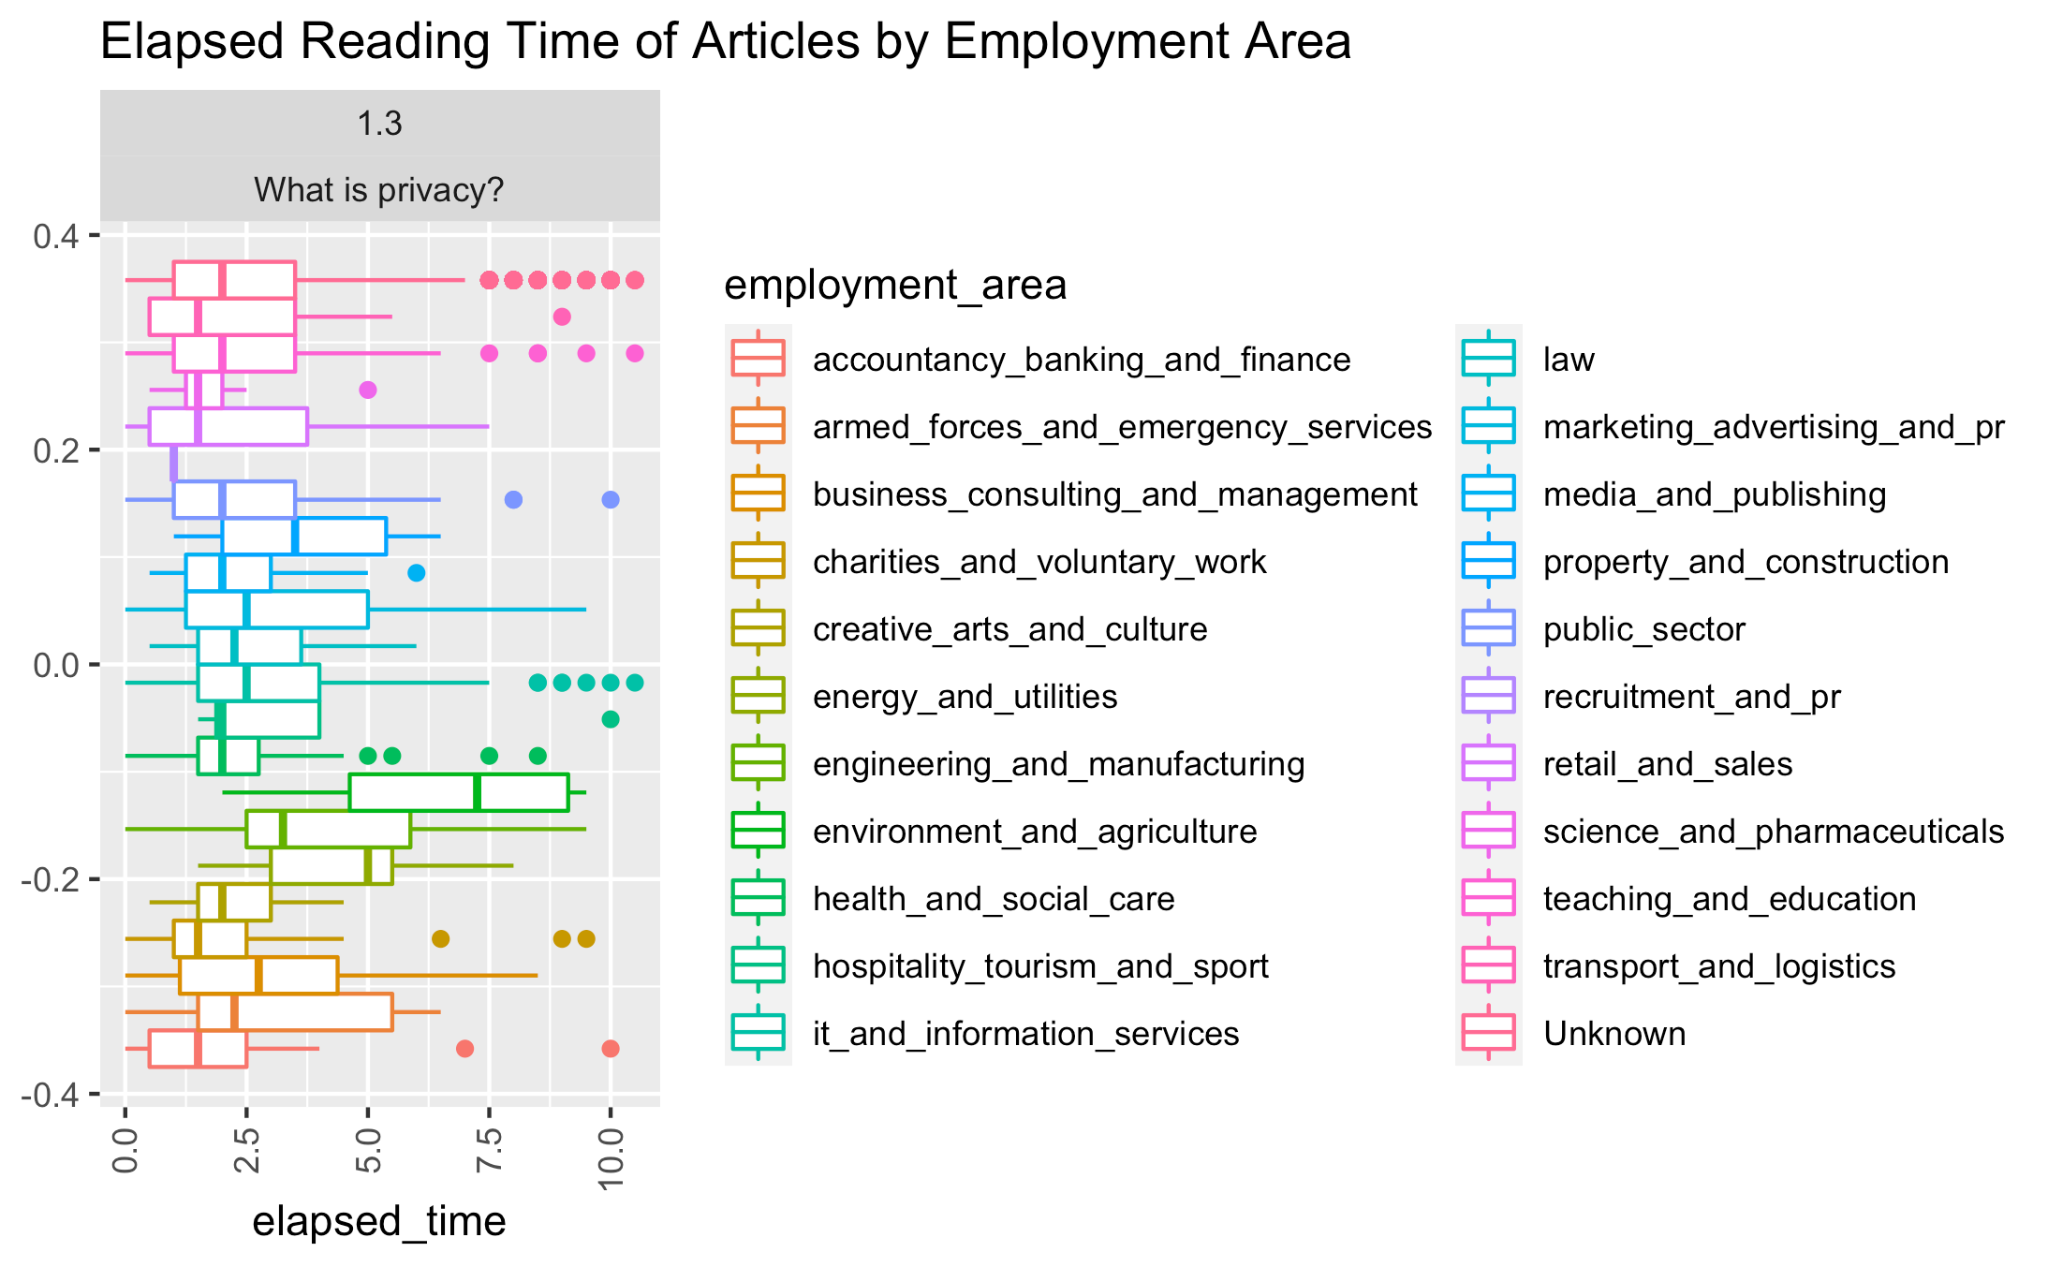 Elapsed Reading Time of Articles by Employment Area
1.3
What is privacy?
0.4
0.2
0.0
-0.2
-0.4
0.0
2.5
5.0
7.5
10.0
elapsed_time
employment_area
accountancy_banking_and_finance
armed_forces_and_emergency_services
business_consulting_and_management
charities_and_voluntary_work
creative_arts_and_culture
energy_and_utilities
engineering_and_manufacturing
environment_and_agriculture
health_and_social_care
hospitality_tourism_and_sport
it_and_information_services
law
marketing_advertising_and_pr
media_and_publishing
property_and_construction
public_sector
recruitment_and_pr
retail_and_sales
science_and_pharmaceuticals
teaching_and_education
transport_and_logistics
Unknown